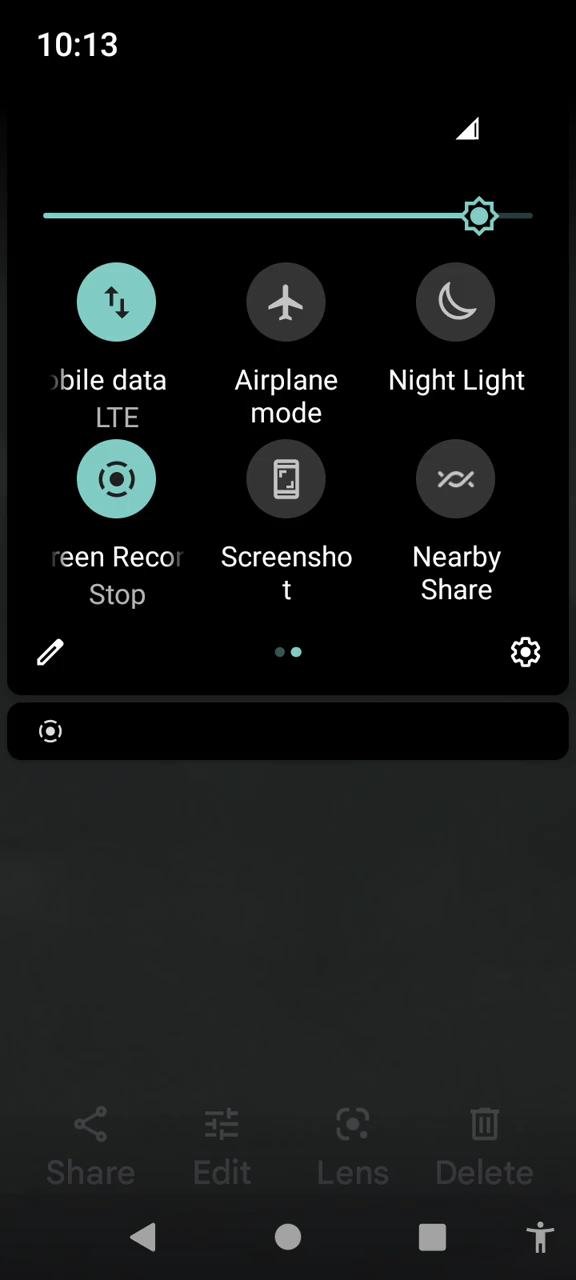 10:13
obile data
LTE
Airplane
mode
Night Light
reen Recor
Stop
Screensho
t
Nearby
Share
Share
Edit
Lens
Delete